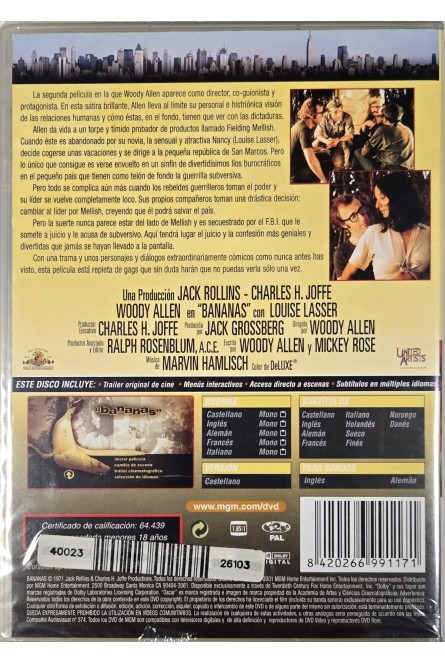 La segunda película en la que Woody Allen aparece como director, co-guionista y
protagonista. En esta sátira brillante, Allen lleva al límite su personal e histriónica visión
de las relaciones humanas y cómo éstas, en el fondo, tienen que ver con las dictaduras.
Allen da vida a un torpe y tímido probador de productos llamado Fielding Mellish.
Cuando éste es abandonado por su novia, la sensual y atractiva Nancy (Louise Lasser),
decide cogerse unas vacaciones y se dirige a la pequeña república de San Marcos. Pero
lo único que consigue es verse envuelto en un sinfín de divertidísimos líos burocráticos
en el pequeño país que tienen como telón de fondo la guerrilla subversiva.
Pero todo se complica aún más cuando los rebeldes guerrilleros toman el poder y
su líder se vuelve completamente loco. Sus propios compañeros toman una drástica decisión:
cambiar al líder por Mellish, creyendo que él podrá salvar el país.
Pero la suerte nunca parece estar del lado de Mellish y es secuestrado por el F.B.I. que le
somete a juicio y le acusa de subversivo. Aquí tendrá lugar el juicio y la confesión más geniales y
divertidas que jamás se hayan llevado a la pantalla.
Con una trama y unos personajes y diálogos extraordinariamente cómicos como nunca antes has
visto, esta película está repleta de gags que sin duda harán que no puedas verla sólo una vez.
Una Producción JACK ROLLINS - CHARLES H. JOFFE
WOODY ALLEN en "BANANAS" con LOUISE LASSER
Productor Ejecutivo CHARLES H. JOFFE Producida por JACK GROSSBERG Dirigida por WOODY ALLEN
Productor Asociado y Editor RALPH ROSENBLUM, A.C.E. Escrita por WOODY ALLEN y MICKEY ROSE
Música de MARVIN HAMLISCH Color de DeLUXE
UNITED ARTISTS
ESTE DISCO INCLUYE: • Trailer original de cine • Menús interactivos • Acceso directo a escenas • Subtítulos en múltiples idiomas
"bananas"
iniciar película
cambio de escena
trailer cinematográfico
selección de idiomas
IDIOMAS
Castellano Mono
Inglés Mono
Alemán Mono
Francés Mono
Italiano Mono
SUBTÍTULOS
Castellano Italiano Noruego
Inglés Holandés Danés
Alemán Sueco
Francés Finés
VERSIÓN
Castellano
PARA SORDOS
Inglés Alemán
www.mgm.com/dvd
Certificado de calificación: 64.439
menores 18 años
40023
26103
1.85:1
PAL
DOLBY DIGITAL
8 420266 991171